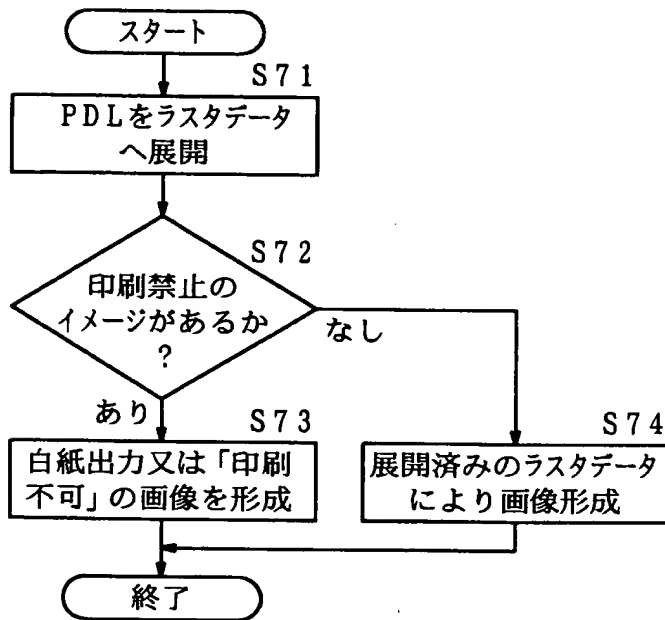 スタート
S71
PDLをラスタデータ
へ展開
S72
印刷禁止の
イメージがあるか
?
なし
あり
S73
白紙出力又は「印刷
不可」の画像を形成
S74
展開済みのラスタデータ
により画像形成
終了